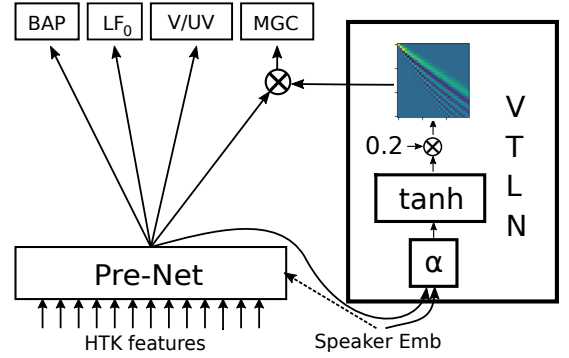 BAP LF0 V/UV MGC
V
T
L
N
0.2
tanh
α
Pre-Net
HTK features
Speaker Emb